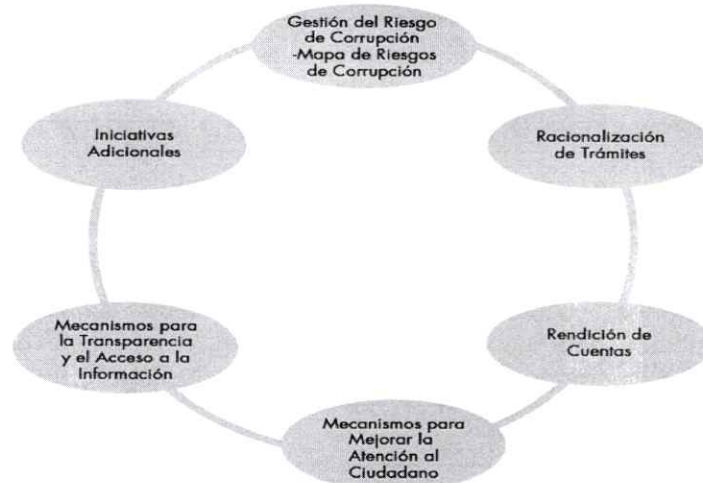 Gestión del Riesgo
de Corrupción
-Mapa de Riesgos
de Corrupción
Racionalización
de Trámites
Rendición de
Cuentas
Mecanismos para
Mejorar la
Atención al
Ciudadano
Mecanismos para
la Transparencia
y el Acceso a la
Información
Iniciativas
Adicionales